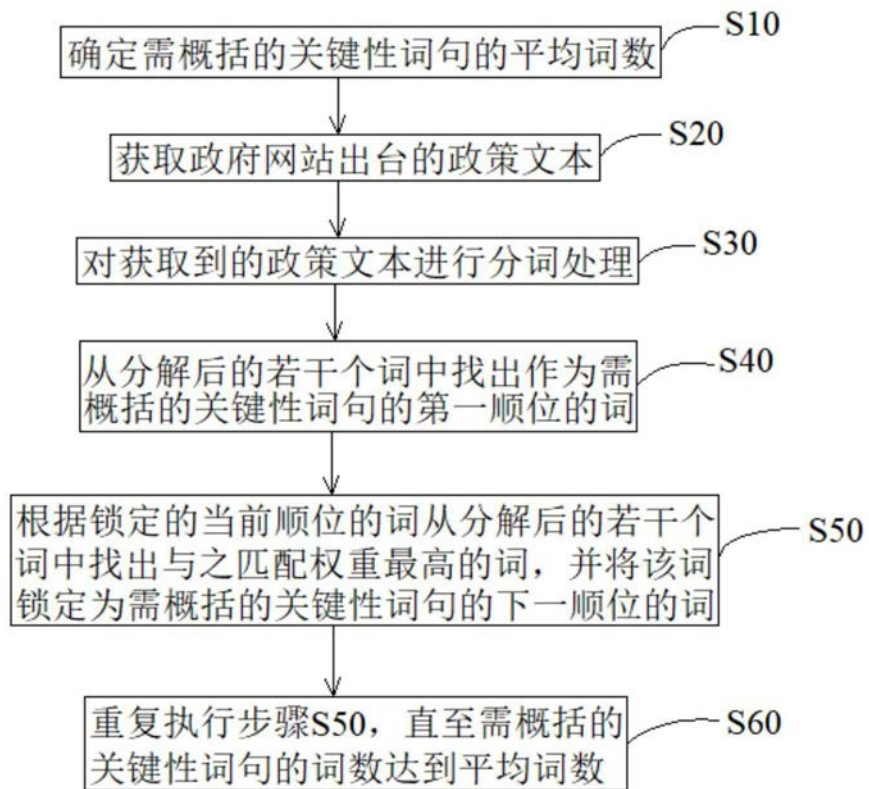 S10
确定需概括的关键性词句的平均词数
S20
获取政府网站出台的政策文本
S30
对获取到的政策文本进行分词处理
S40
从分解后的若干个词中找出作为需
概括的关键性词句的第一顺位的词
S50
根据锁定的当前顺位的词从分解后的若干个
词中找出与之匹配权重最高的词，并将该词
锁定为需概括的关键性词句的下一顺位的词
S60
重复执行步骤S50，直至需概括的
关键性词句的词数达到平均词数